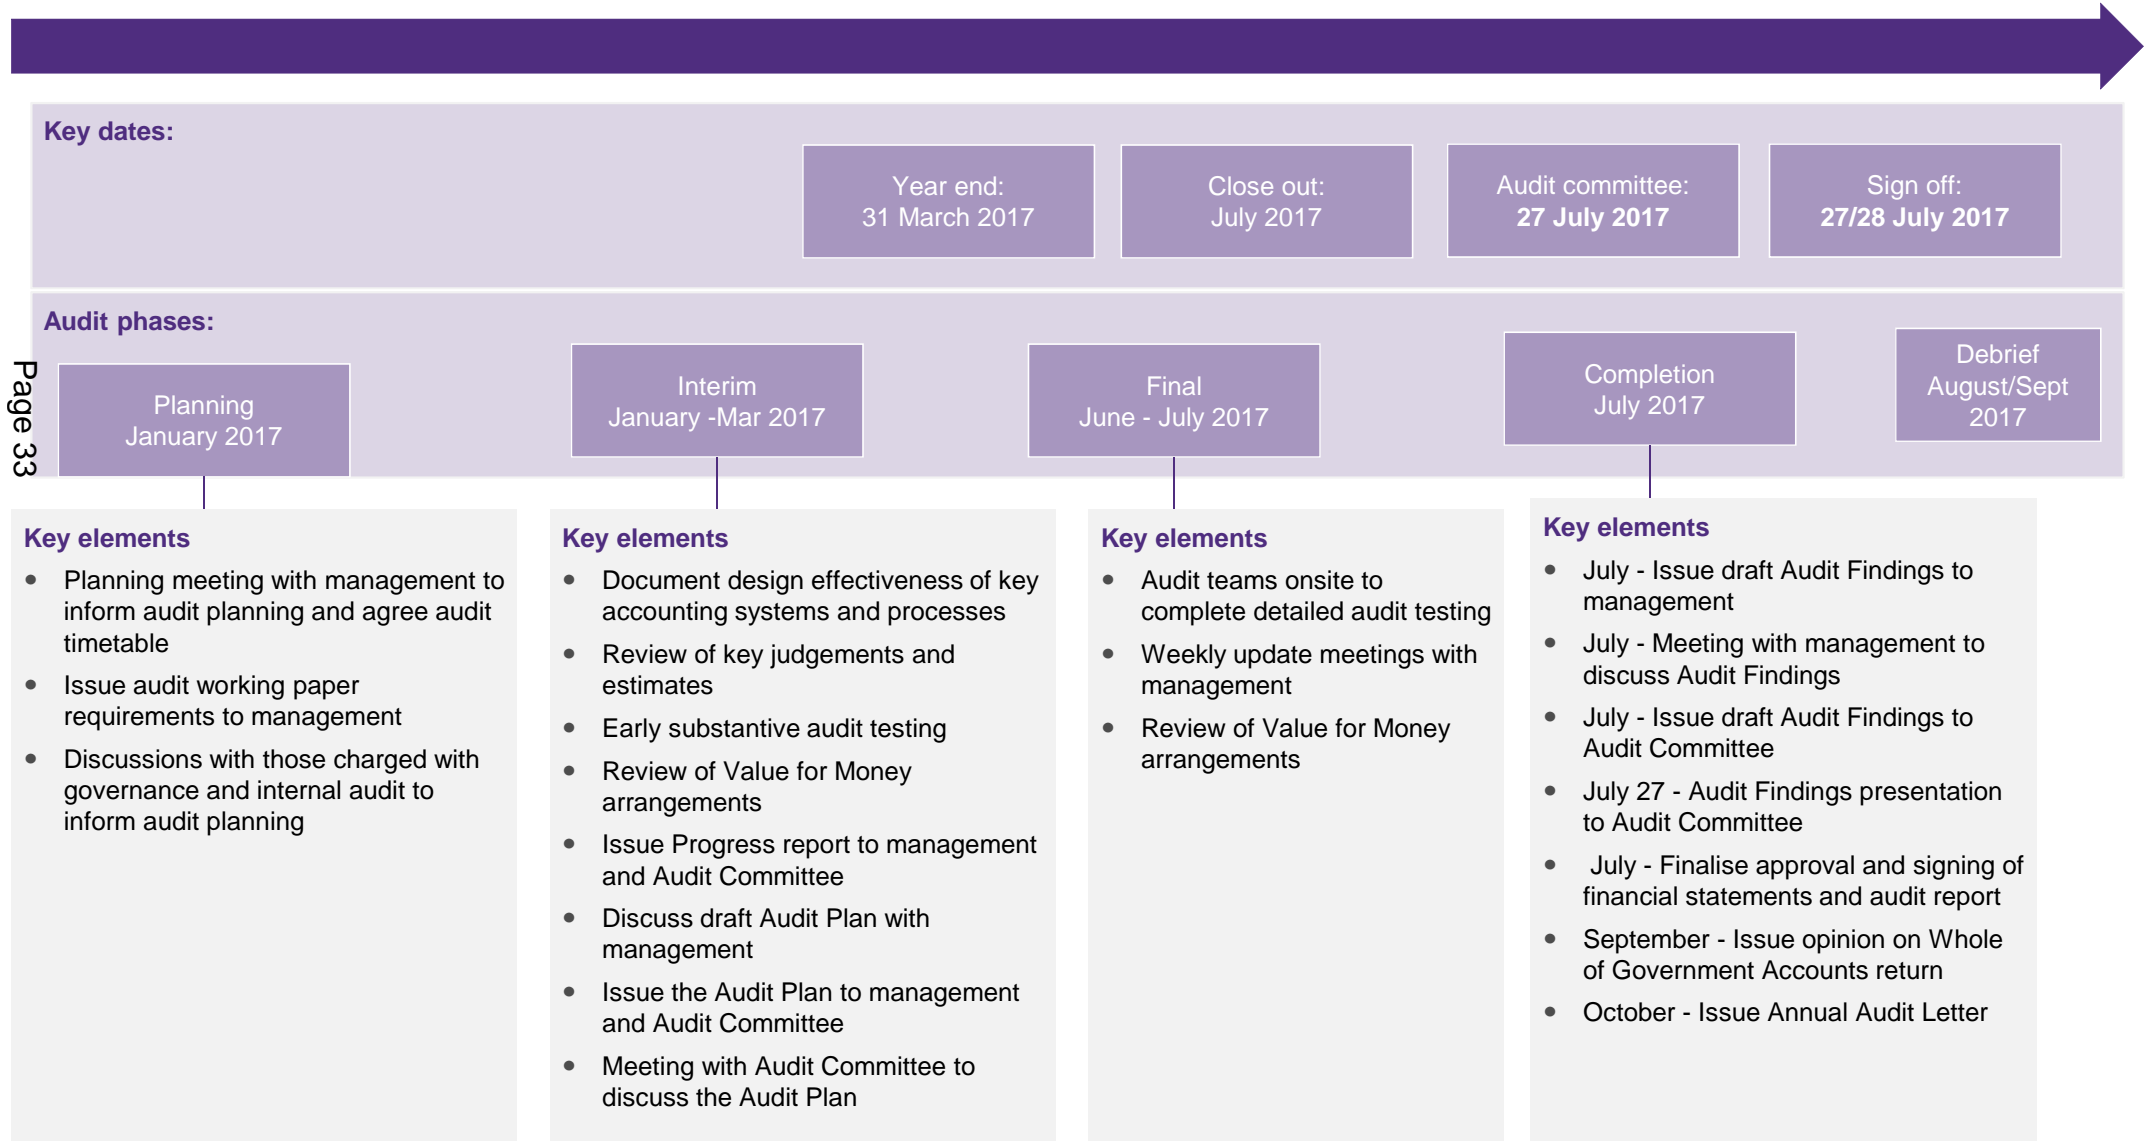 Key dates:
Year end:
31 March 2017
Close out:
July 2017
Audit committee:
27 July 2017
Sign off:
27/28 July 2017
Audit phases:
Planning
January 2017
Interim
January -Mar 2017
Final
June - July 2017
Completion
July 2017
Debrief
August/Sept
2017
Page 33
Key elements
• Planning meeting with management to
inform audit planning and agree audit
timetable
• Issue audit working paper
requirements to management
• Discussions with those charged with
governance and internal audit to
inform audit planning
Key elements
• Document design effectiveness of key
accounting systems and processes
• Review of key judgements and
estimates
• Early substantive audit testing
• Review of Value for Money
arrangements
• Issue Progress report to management
and Audit Committee
• Discuss draft Audit Plan with
management
• Issue the Audit Plan to management
and Audit Committee
• Meeting with Audit Committee to
discuss the Audit Plan
Key elements
• Audit teams onsite to
complete detailed audit testing
• Weekly update meetings with
management
• Review of Value for Money
arrangements
Key elements
• July - Issue draft Audit Findings to
management
• July - Meeting with management to
discuss Audit Findings
• July - Issue draft Audit Findings to
Audit Committee
• July 27 - Audit Findings presentation
to Audit Committee
• July - Finalise approval and signing of
financial statements and audit report
• September - Issue opinion on Whole
of Government Accounts return
• October - Issue Annual Audit Letter